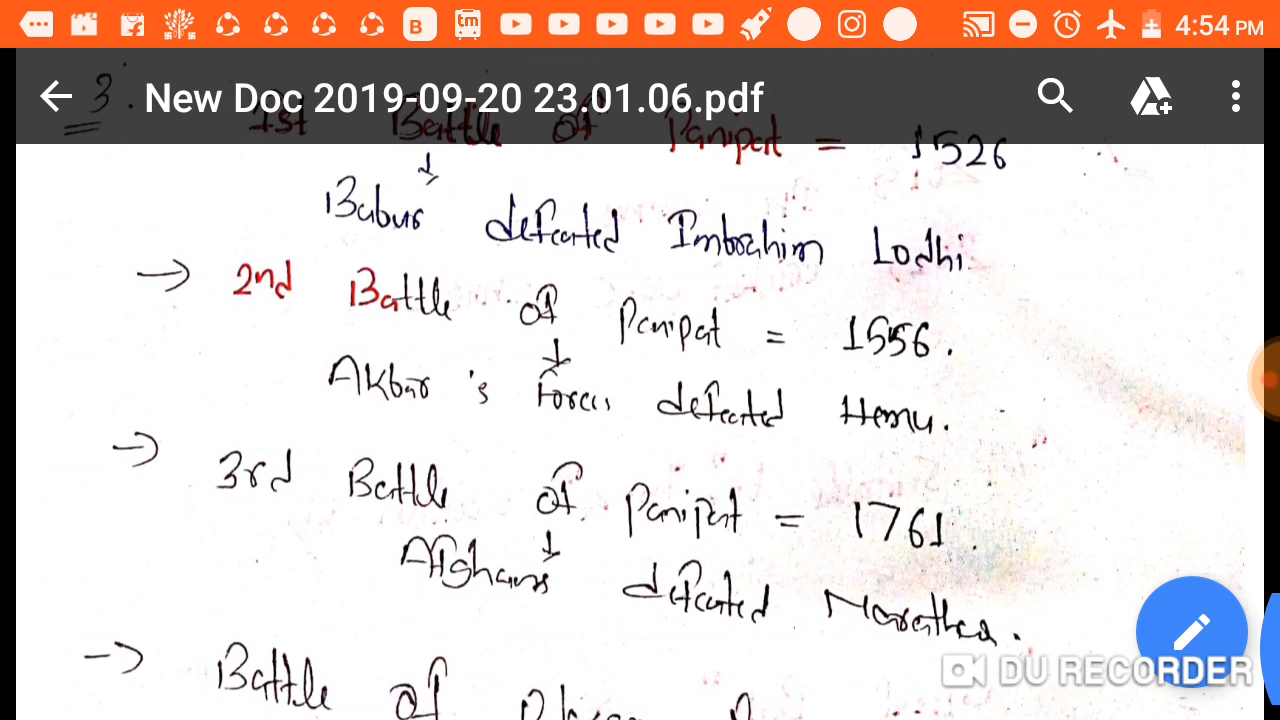 4:54 PM
New Doc 2019-09-20 23.01.06.pdf
3.
1st Battle of Panipat = 1526
Babur defeated Imbrahim Lodhi
→ 2nd Battle of Panipat = 1556.
Akbar's Forces defeated Hemu.
→ 3rd Battle of Panipat = 1761.
Afghans defeated Maratha.
→ Battle of
DU RECORDER